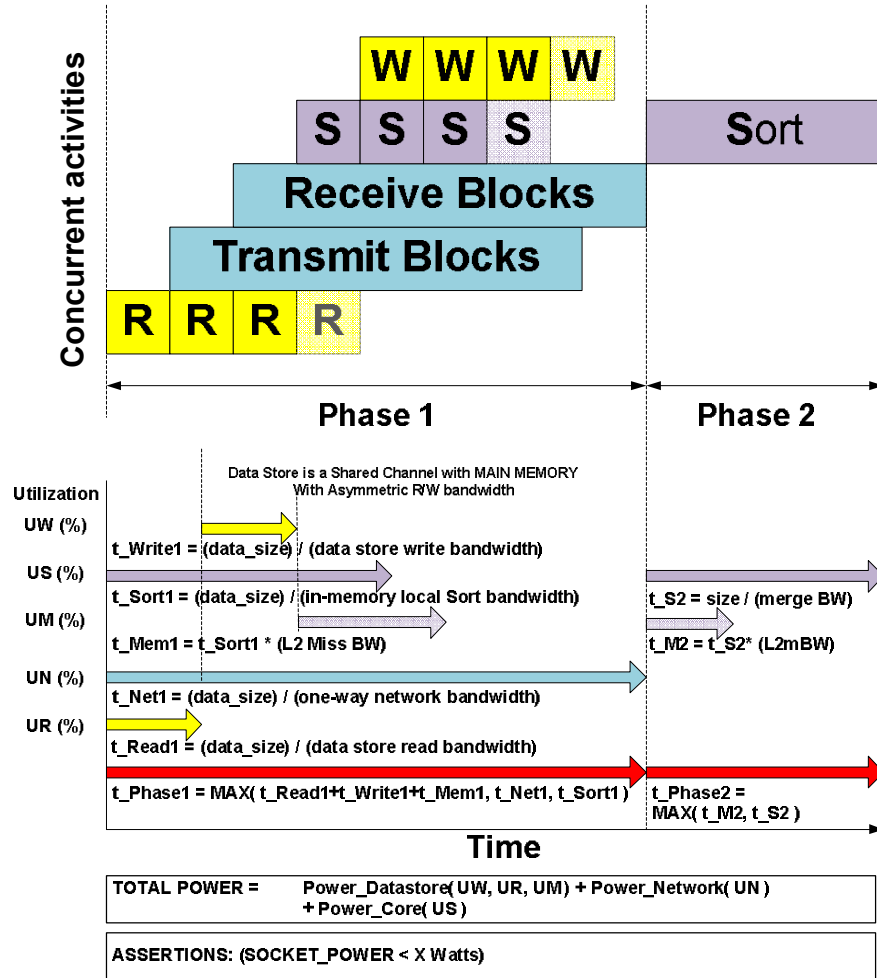 Concurrent activities
W W W W
S S S S
Sort
Receive Blocks
Transmit Blocks
R R R R
Phase 1
Phase 2
Data Store is a Shared Channel with MAIN MEMORY
With Asymmetric R/W bandwidth
Utilization
UW (%)
t_Write1 = (data_size) / (data store write bandwidth)
US (%)
t_Sort1 = (data_size) / (in-memory local Sort bandwidth)
t_S2 = size / (merge BW)
UM (%)
t_Mem1 = t_Sort1 * (L2 Miss BW)
t_M2 = t_S2* (L2mBW)
UN (%)
t_Net1 = (data_size) / (one-way network bandwidth)
UR (%)
t_Read1 = (data_size) / (data store read bandwidth)
t_Phase1 = MAX( t_Read1+t_Write1+t_Mem1, t_Net1, t_Sort1 )
t_Phase2 =
MAX( t_M2, t_S2 )
Time
TOTAL POWER = Power_Datastore( UW, UR, UM) + Power_Network( UN )
+ Power_Core( US )
ASSERTIONS: (SOCKET_POWER < X Watts)